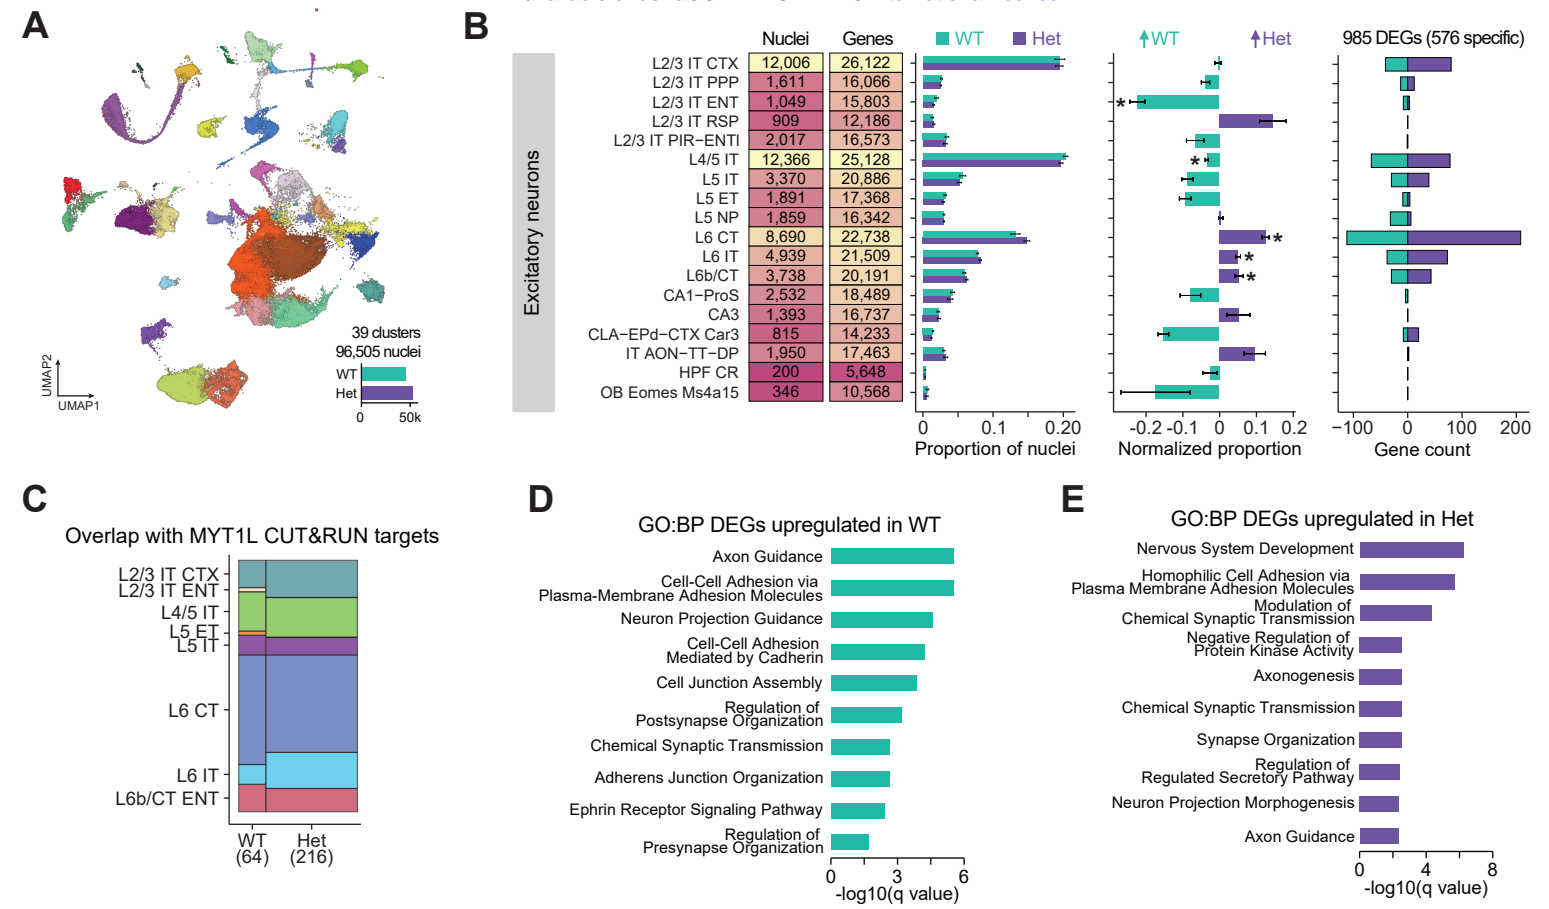 A
39 clusters
96,505 nuclei
WT
Het
0
50k
UMAP2
UMAP1
B
Nuclei
Genes
WT
Het
WT
Het
985 DEGs (576 specific)
Excitatory neurons
L2/3 IT CTX 12,006 26,122
L2/3 IT PPP 1,611 16,066
L2/3 IT ENT 1,049 15,803 *
L2/3 IT RSP 909 12,186
L2/3 IT PIR−ENTl 2,017 16,573
L4/5 IT 12,366 25,128 *
L5 IT 3,370 20,886
L5 ET 1,891 17,368
L5 NP 1,859 16,342
L6 CT 8,690 22,738 *
L6 IT 4,939 21,509 *
L6b/CT 3,738 20,191 *
CA1−ProS 2,532 18,489
CA3 1,393 16,737
CLA−EPd−CTX Car3 815 14,233
IT AON−TT−DP 1,950 17,463
HPF CR 200 5,648
OB Eomes Ms4a15 346 10,568
0 0.1 0.2
Proportion of nuclei
-0.2 -0.1 0 0.1 0.2
Normalized proportion
−100 0 100 200
Gene count
C
Overlap with MYT1L CUT&RUN targets
L2/3 IT CTX
L2/3 IT ENT
L4/5 IT
L5 ET
L5 IT
L6 CT
L6 IT
L6b/CT ENT
WT
(64)
Het
(216)
D
GO:BP DEGs upregulated in WT
Axon Guidance
Cell-Cell Adhesion via
Plasma-Membrane Adhesion Molecules
Neuron Projection Guidance
Cell-Cell Adhesion
Mediated by Cadherin
Cell Junction Assembly
Regulation of
Postsynapse Organization
Chemical Synaptic Transmission
Adherens Junction Organization
Ephrin Receptor Signaling Pathway
Regulation of
Presynapse Organization
0 3 6
-log10(q value)
E
GO:BP DEGs upregulated in Het
Nervous System Development
Homophilic Cell Adhesion via
Plasma Membrane Adhesion Molecules
Modulation of
Chemical Synaptic Transmission
Negative Regulation of
Protein Kinase Activity
Axonogenesis
Chemical Synaptic Transmission
Synapse Organization
Regulation of
Regulated Secretory Pathway
Neuron Projection Morphogenesis
Axon Guidance
0 4 8
-log10(q value)